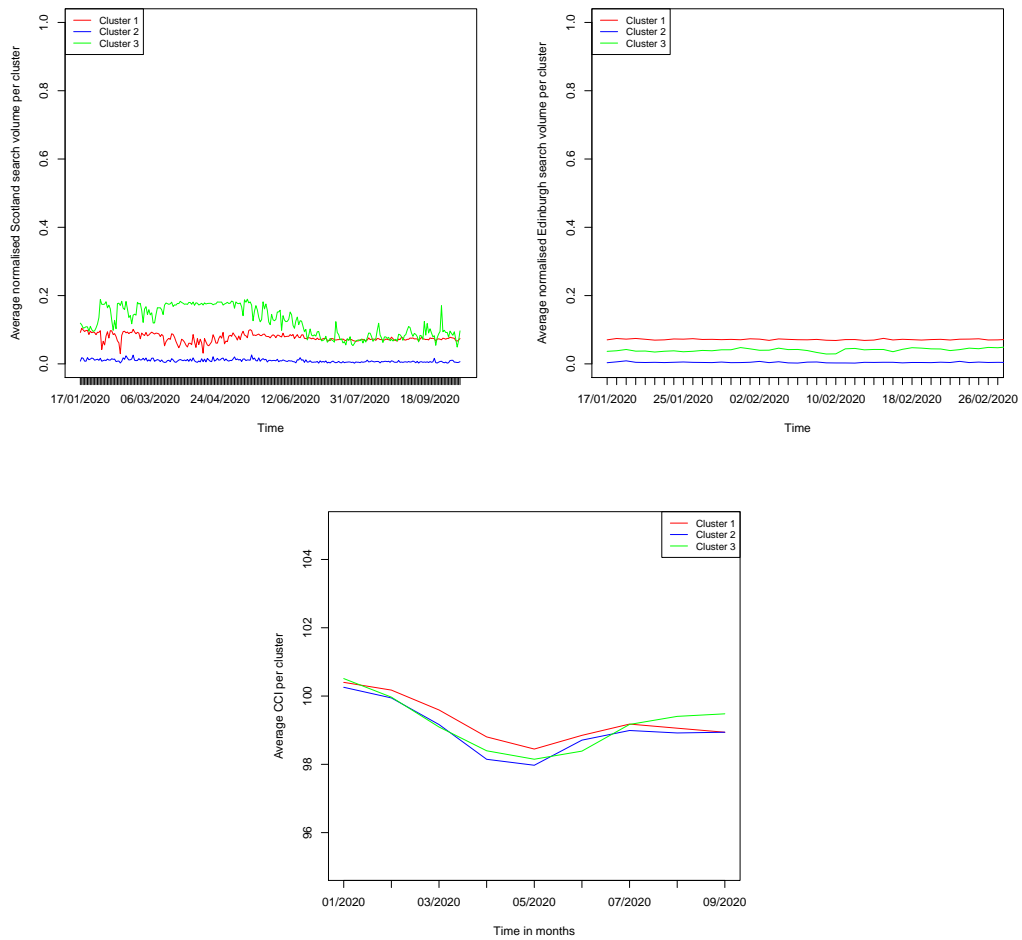 Average normalised Scotland search volume per cluster
1.0
0.8
0.6
0.4
0.2
0.0
Cluster 1
Cluster 2
Cluster 3
17/01/2020 06/03/2020 24/04/2020 12/06/2020 31/07/2020 18/09/2020
Time
Average normalised Edinburgh search volume per cluster
1.0
0.8
0.6
0.4
0.2
0.0
Cluster 1
Cluster 2
Cluster 3
17/01/2020 25/01/2020 02/02/2020 10/02/2020 18/02/2020 26/02/2020
Time
Average CCI per cluster
104
102
100
98
96
Cluster 1
Cluster 2
Cluster 3
01/2020 03/2020 05/2020 07/2020 09/2020
Time in months